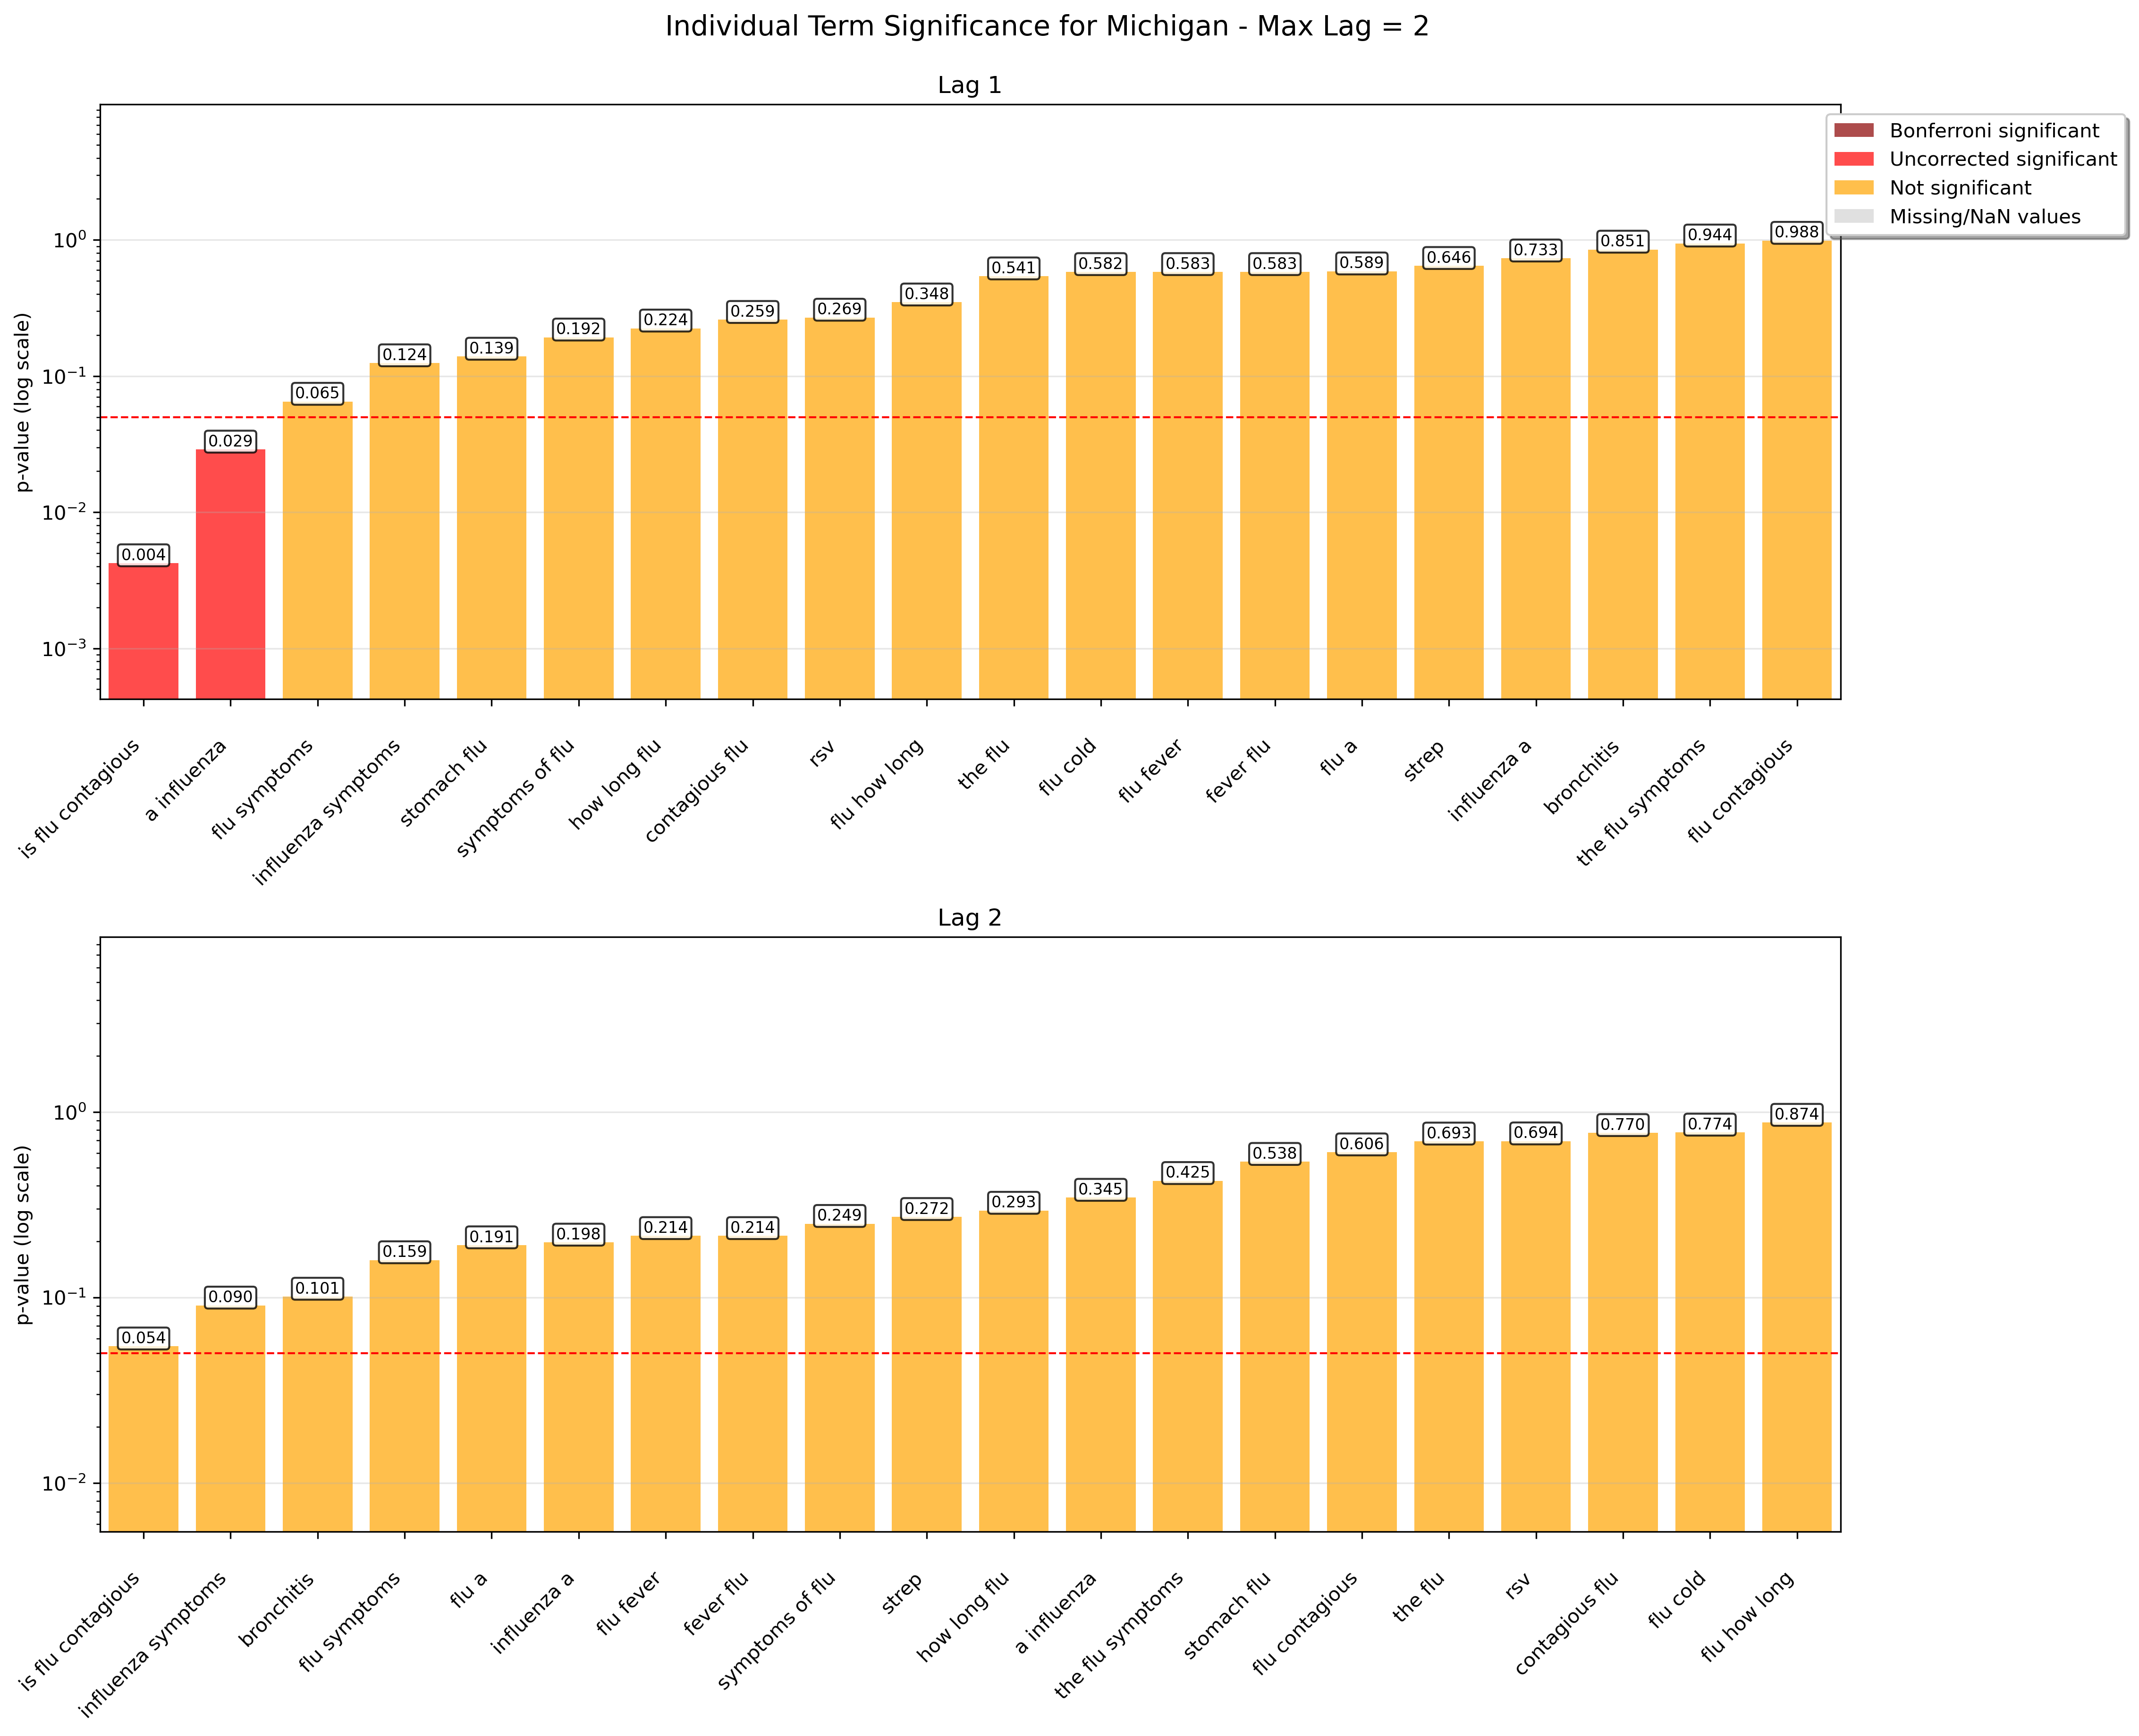 Individual Term Significance for Michigan - Max Lag = 2
Lag 1
Bonferroni significant
Uncorrected significant
Not significant
Missing/NaN values
p-value (log scale)
10⁰
10⁻¹
10⁻²
10⁻³
0.004
0.029
0.065
0.124
0.139
0.192
0.224
0.259
0.269
0.348
0.541
0.582
0.583
0.583
0.589
0.646
0.733
0.851
0.944
0.988
is flu contagious
a influenza
flu symptoms
influenza symptoms
stomach flu
symptoms of flu
how long flu
contagious flu
rsv
flu how long
the flu
flu cold
flu fever
fever flu
flu a
strep
influenza a
bronchitis
the flu symptoms
flu contagious
Lag 2
p-value (log scale)
10⁰
10⁻¹
10⁻²
0.054
0.090
0.101
0.159
0.191
0.198
0.214
0.214
0.249
0.272
0.293
0.345
0.425
0.538
0.606
0.693
0.694
0.770
0.774
0.874
is flu contagious
influenza symptoms
bronchitis
flu symptoms
flu a
influenza a
flu fever
fever flu
symptoms of flu
strep
how long flu
a influenza
the flu symptoms
stomach flu
flu contagious
the flu
rsv
contagious flu
flu cold
flu how long